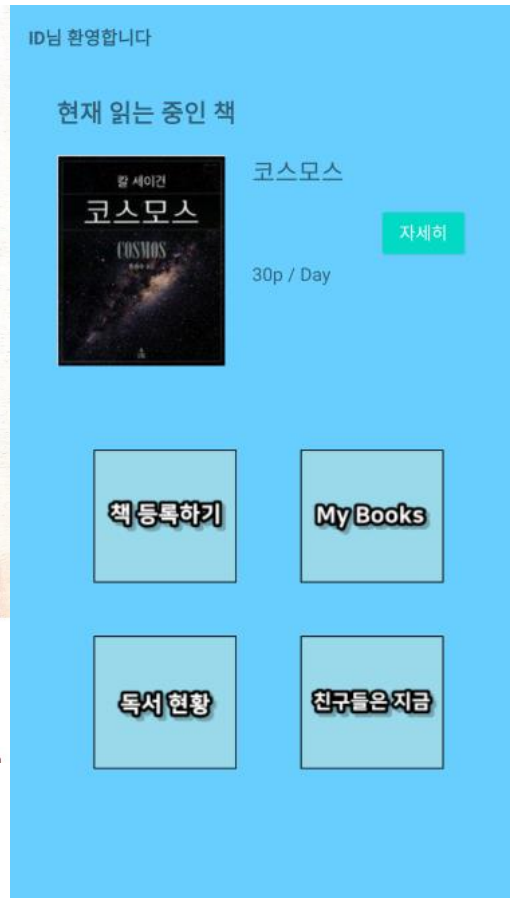 ID님 환영합니다
현재 읽는 중인 책
칼 세이건
코스모스
COSMOS
코스모스
자세히
30p / Day
책 등록하기
My Books
독서 현황
친구들은 지금